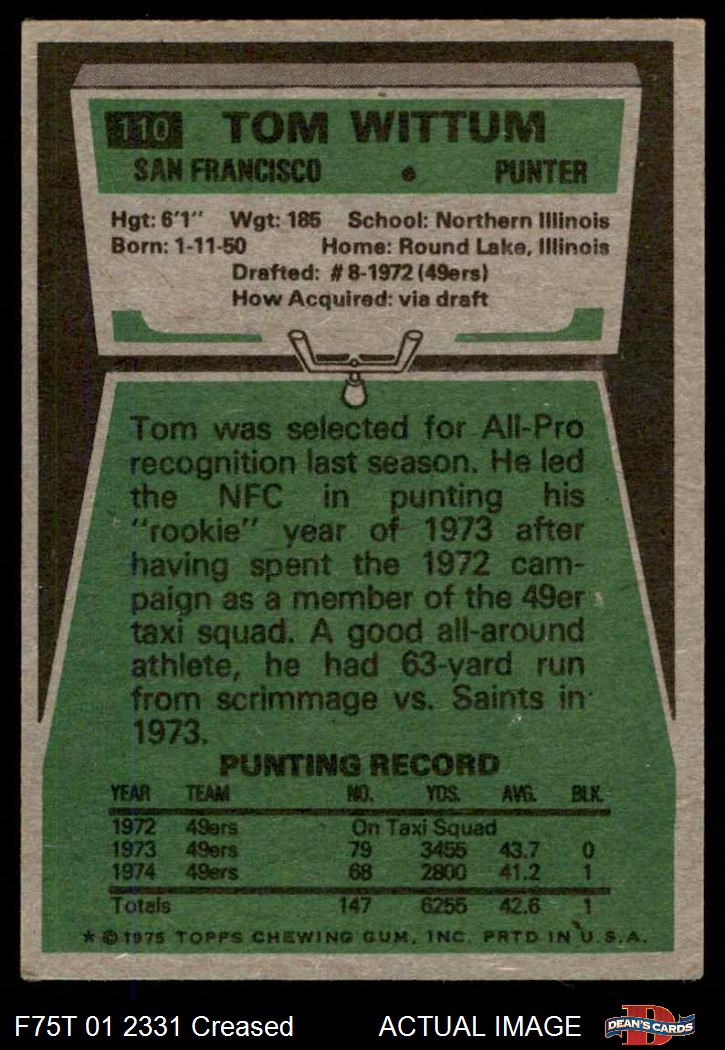 110 TOM WITTUM
SAN FRANCISCO • PUNTER
Hgt: 6'1" Wgt: 185 School: Northern Illinois
Born: 1-11-50 Home: Round Lake, Illinois
Drafted: #8-1972 (49ers)
How Acquired: via draft
Tom was selected for All-Pro
recognition last season. He led
the NFC in punting his
"rookie" year of 1973 after
having spent the 1972 cam-
paign as a member of the 49er
taxi squad. A good all-around
athlete, he had 63-yard run
from scrimmage vs. Saints in
1973.
PUNTING RECORD
YEAR TEAM NO. YDS. AVG. BLK.
1972 49ers On Taxi Squad
1973 49ers 79 3455 43.7 0
1974 49ers 68 2800 41.2 1
Totals 147 6255 42.6 1
* © 1975 TOPPS CHEWING GUM, INC. PRTD IN U.S.A.
F75T 01 2331 Creased ACTUAL IMAGE D DEAN'S CARDS